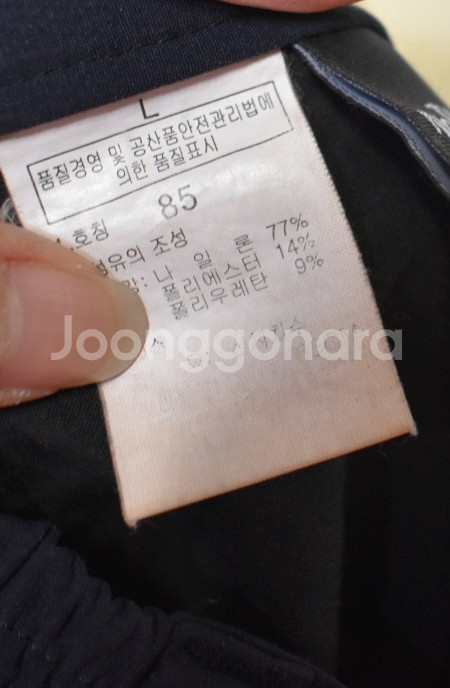 L
품질경영 및 공산품안전관리법에
의한 품질표시
호칭 85
섬유의 조성
나 일 론 77%
폴리에스터 14%
폴리우레탄 9%
Joonggonara